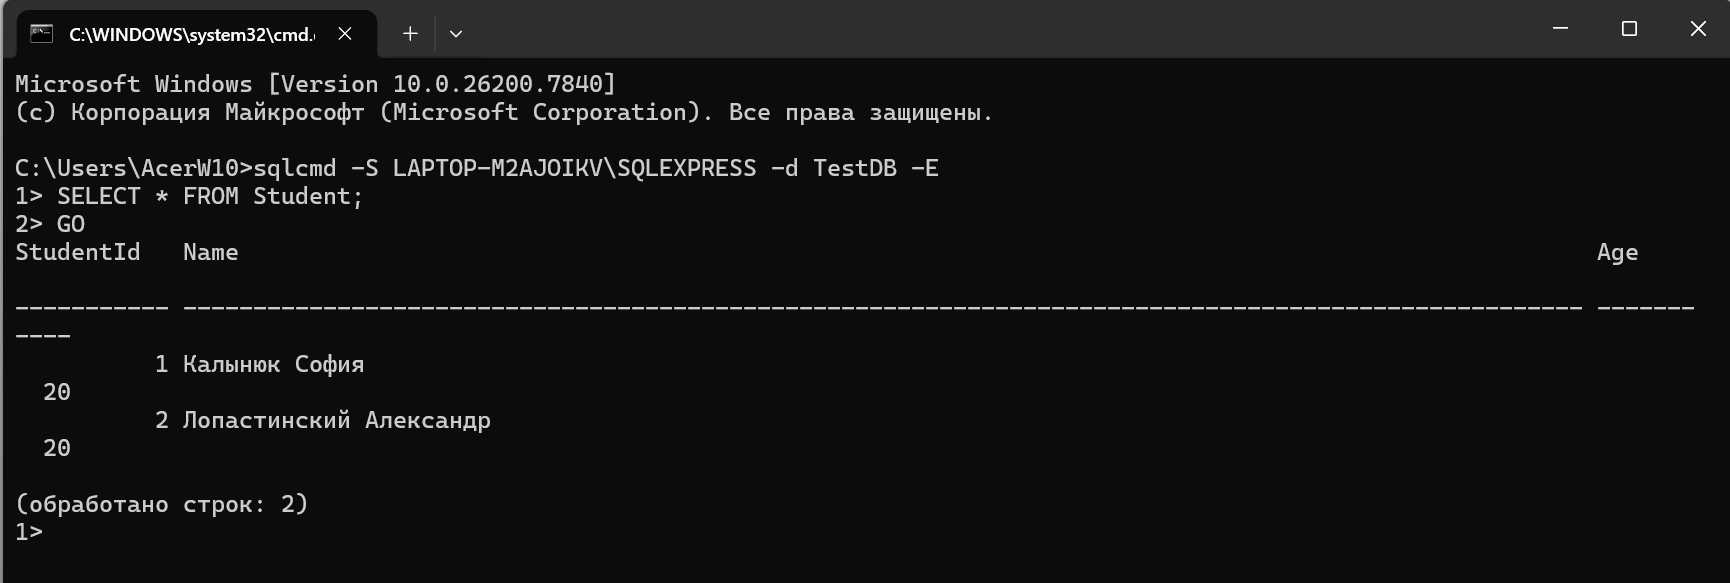 C:\WINDOWS\system32\cmd.
Microsoft Windows [Version 10.0.26200.7840]
(c) Корпорация Майкрософт (Microsoft Corporation). Все права защищены.
C:\Users\AcerW10>sqlcmd -S LAPTOP-M2AJOIKV\SQLEXPRESS -d TestDB -E
1> SELECT * FROM Student;
2> GO
StudentId   Name                                                                                                 Age
----------- ---------------------------------------------------------------------------------------------------- -------
----
          1 Калынюк София
  20
          2 Лопастинский Александр
  20
(обработано строк: 2)
1>